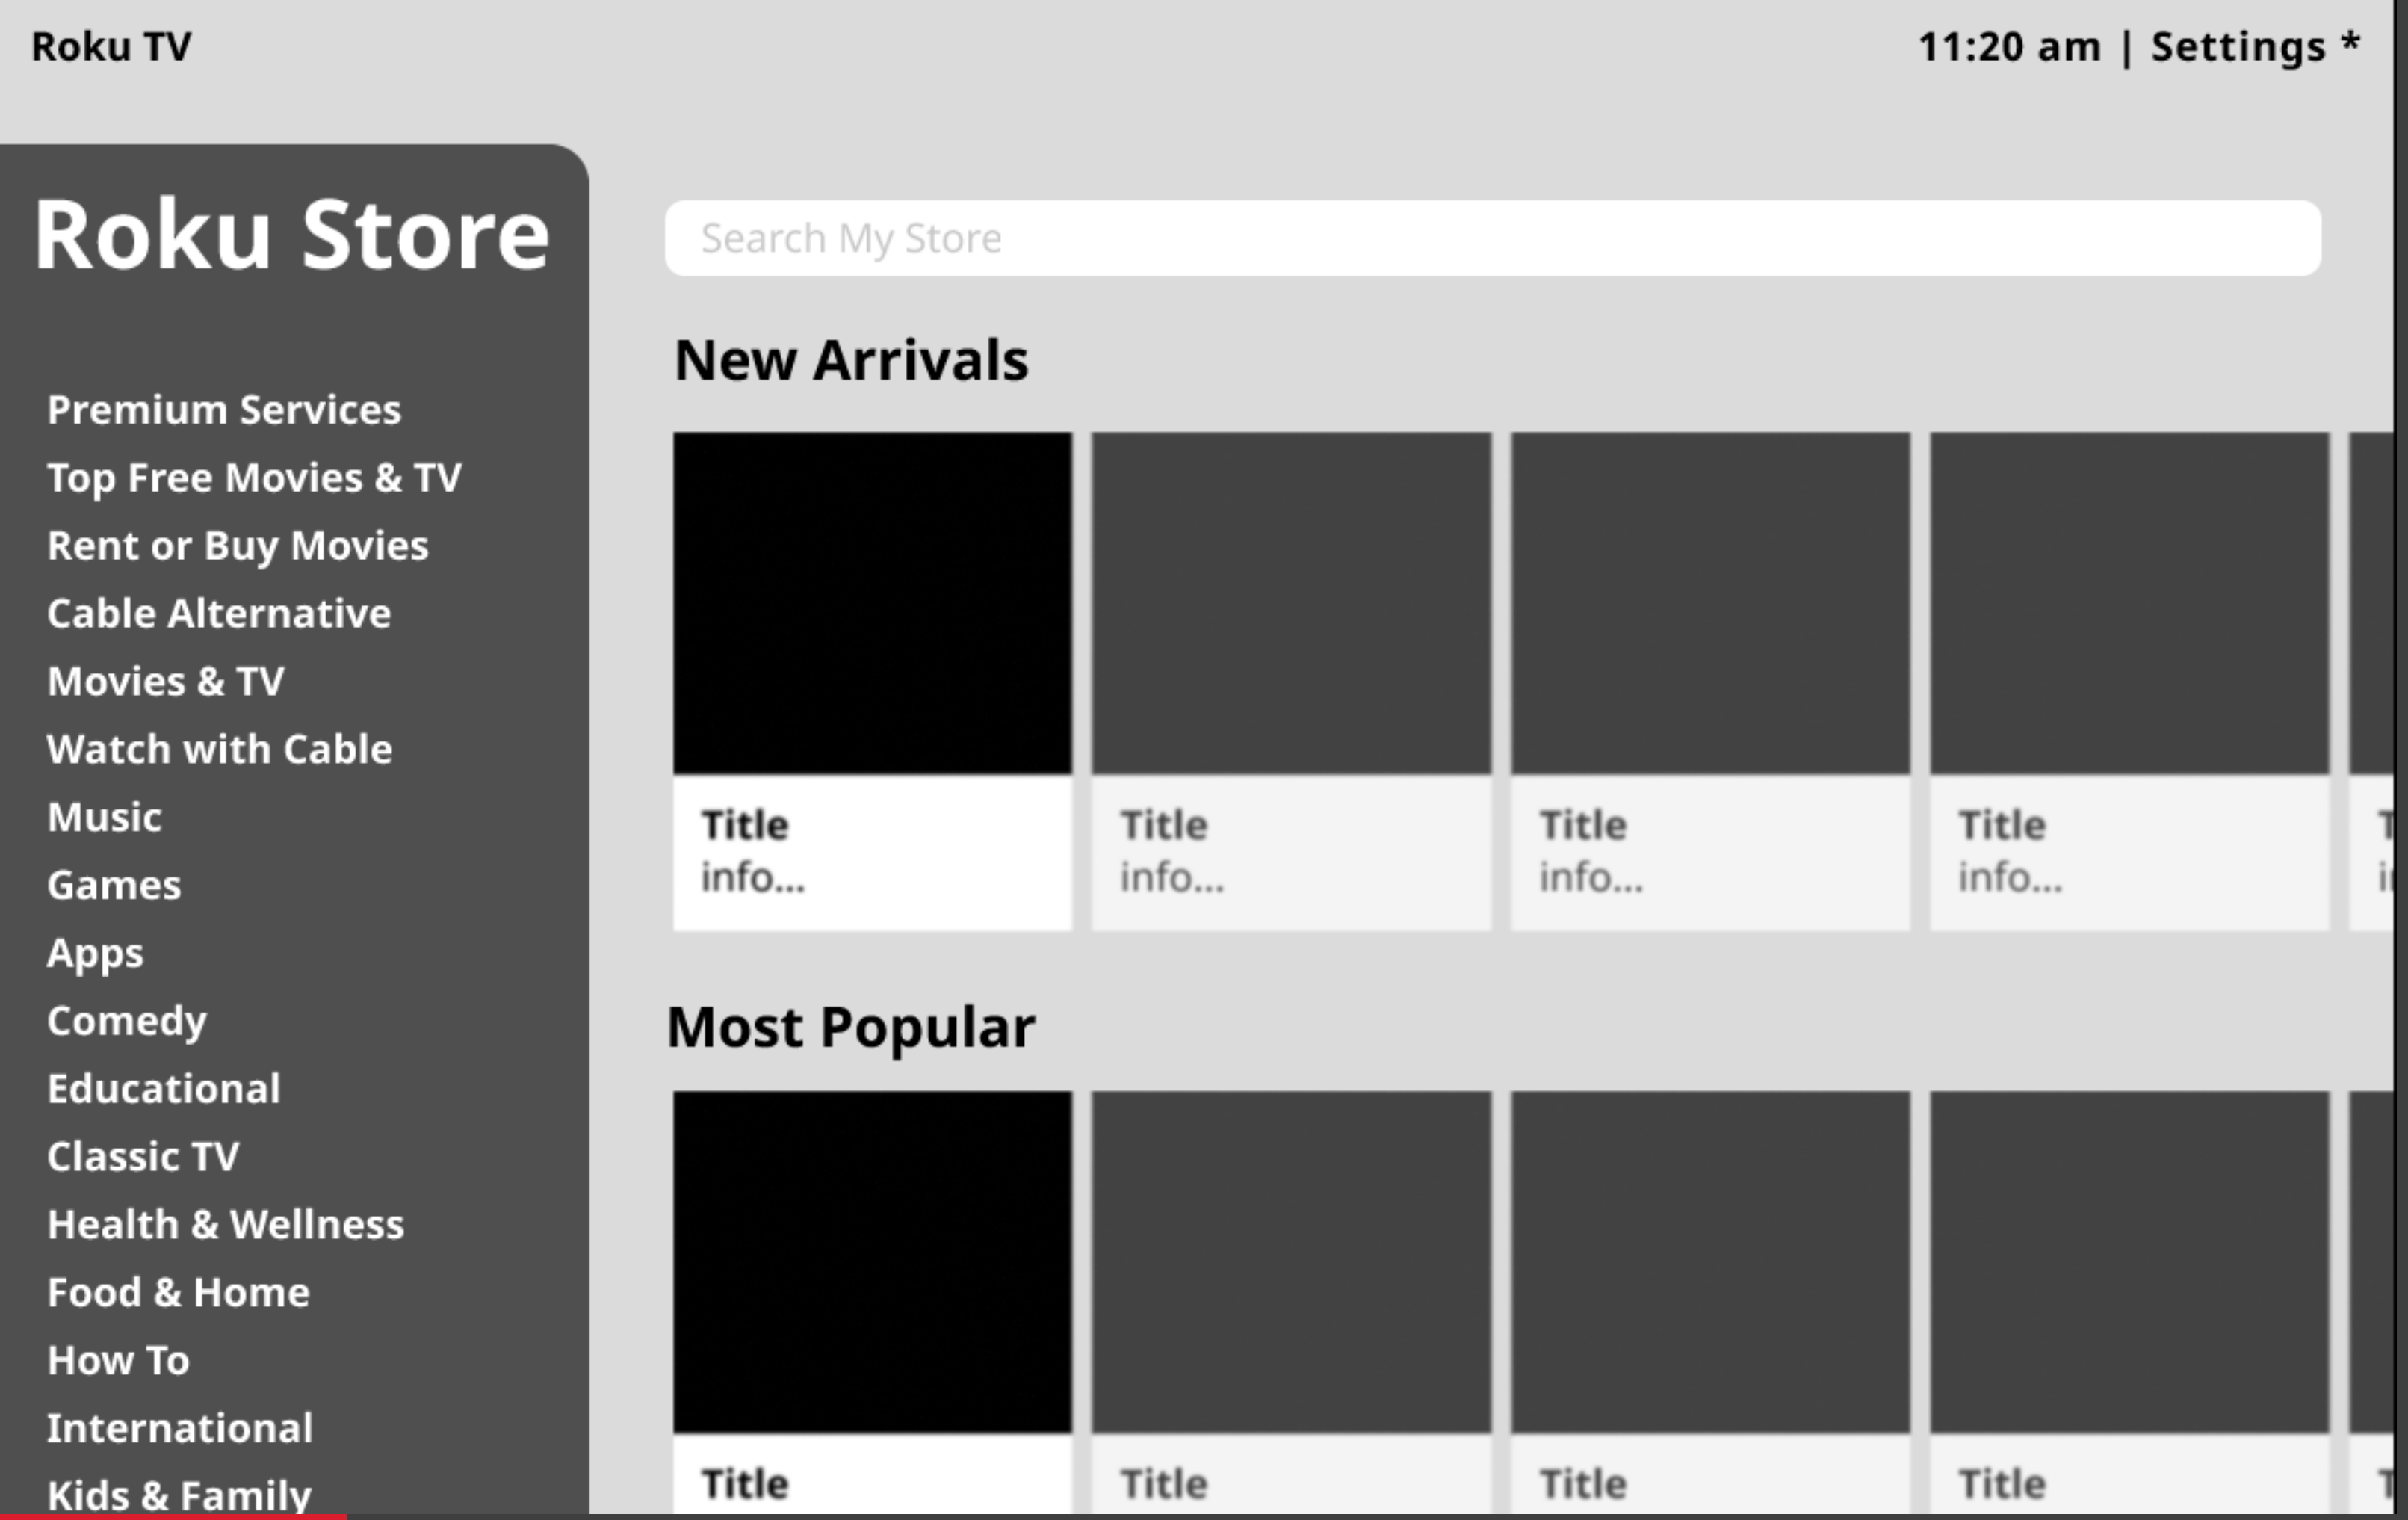 Roku TV
11:20 am | Settings *
Roku Store
Premium Services
Top Free Movies & TV
Rent or Buy Movies
Cable Alternative
Movies & TV
Watch with Cable
Music
Games
Apps
Comedy
Educational
Classic TV
Health & Wellness
Food & Home
How To
International
Kids & Family
Search My Store
New Arrivals
Title Title Title Title
info... info... info... info...
Most Popular
Title Title Title Title